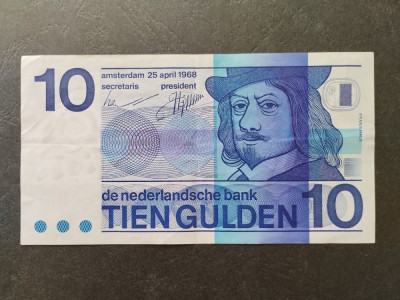 10
amsterdam 25 april 1968
secretaris president
de nederlandsche bank
TIEN GULDEN 10